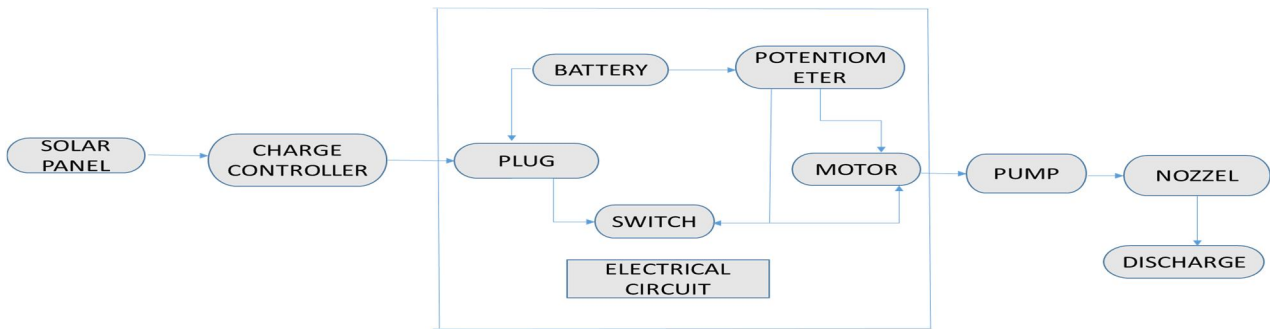 SOLAR
PANEL
CHARGE
CONTROLLER
BATTERY
POTENTIOM
ETER
PLUG
MOTOR
SWITCH
ELECTRICAL
CIRCUIT
PUMP
NOZZEL
DISCHARGE